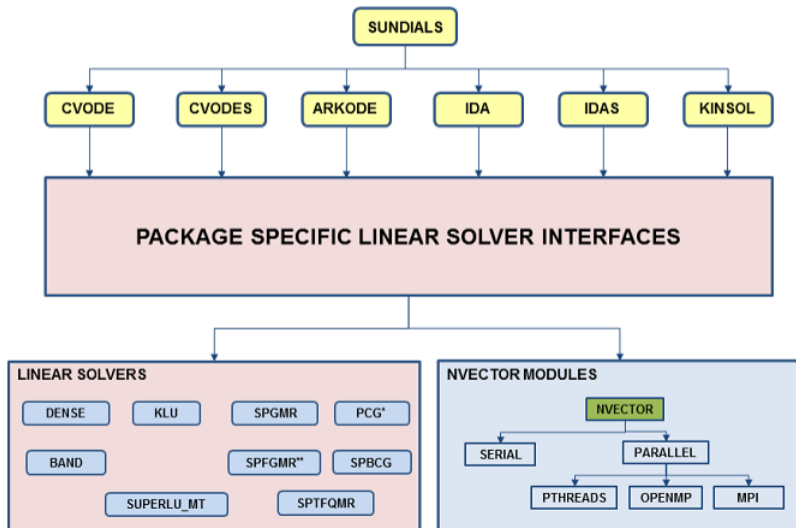 SUNDIALS
CVODE CVODES ARKODE IDA IDAS KINSOL
PACKAGE SPECIFIC LINEAR SOLVER INTERFACES
LINEAR SOLVERS
DENSE KLU SPGMR PCG*
BAND SPFGMR** SPBCG
SUPERLU_MT SPTFQMR
NVECTOR MODULES
NVECTOR
SERIAL PARALLEL
PTHREADS OPENMP MPI